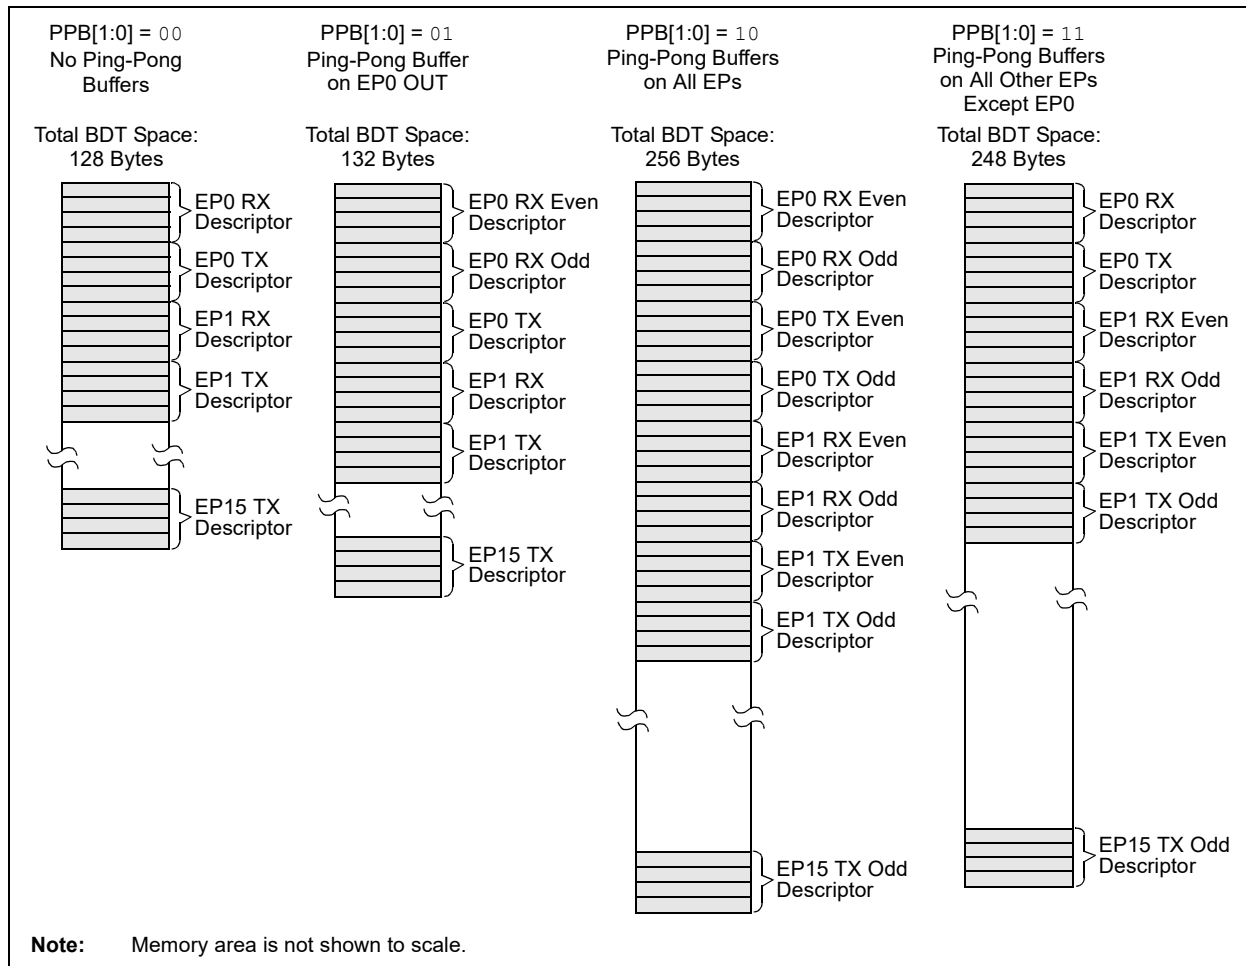 PPB[1:0] = 00
No Ping-Pong
Buffers
Total BDT Space:
128 Bytes
EP0 RX
Descriptor
EP0 TX
Descriptor
EP1 RX
Descriptor
EP1 TX
Descriptor
EP15 TX
Descriptor
PPB[1:0] = 01
Ping-Pong Buffer
on EP0 OUT
Total BDT Space:
132 Bytes
EP0 RX Even
Descriptor
EP0 RX Odd
Descriptor
EP0 TX
Descriptor
EP1 RX
Descriptor
EP1 TX
Descriptor
EP15 TX
Descriptor
PPB[1:0] = 10
Ping-Pong Buffers
on All EPs
Total BDT Space:
256 Bytes
EP0 RX Even
Descriptor
EP0 RX Odd
Descriptor
EP0 TX Even
Descriptor
EP0 TX Odd
Descriptor
EP1 RX Even
Descriptor
EP1 RX Odd
Descriptor
EP1 TX Even
Descriptor
EP1 TX Odd
Descriptor
EP15 TX Odd
Descriptor
PPB[1:0] = 11
Ping-Pong Buffers
on All Other EPs
Except EP0
Total BDT Space:
248 Bytes
EP0 RX
Descriptor
EP0 TX
Descriptor
EP1 RX Even
Descriptor
EP1 RX Odd
Descriptor
EP1 TX Even
Descriptor
EP1 TX Odd
Descriptor
EP15 TX Odd
Descriptor
Note: Memory area is not shown to scale.